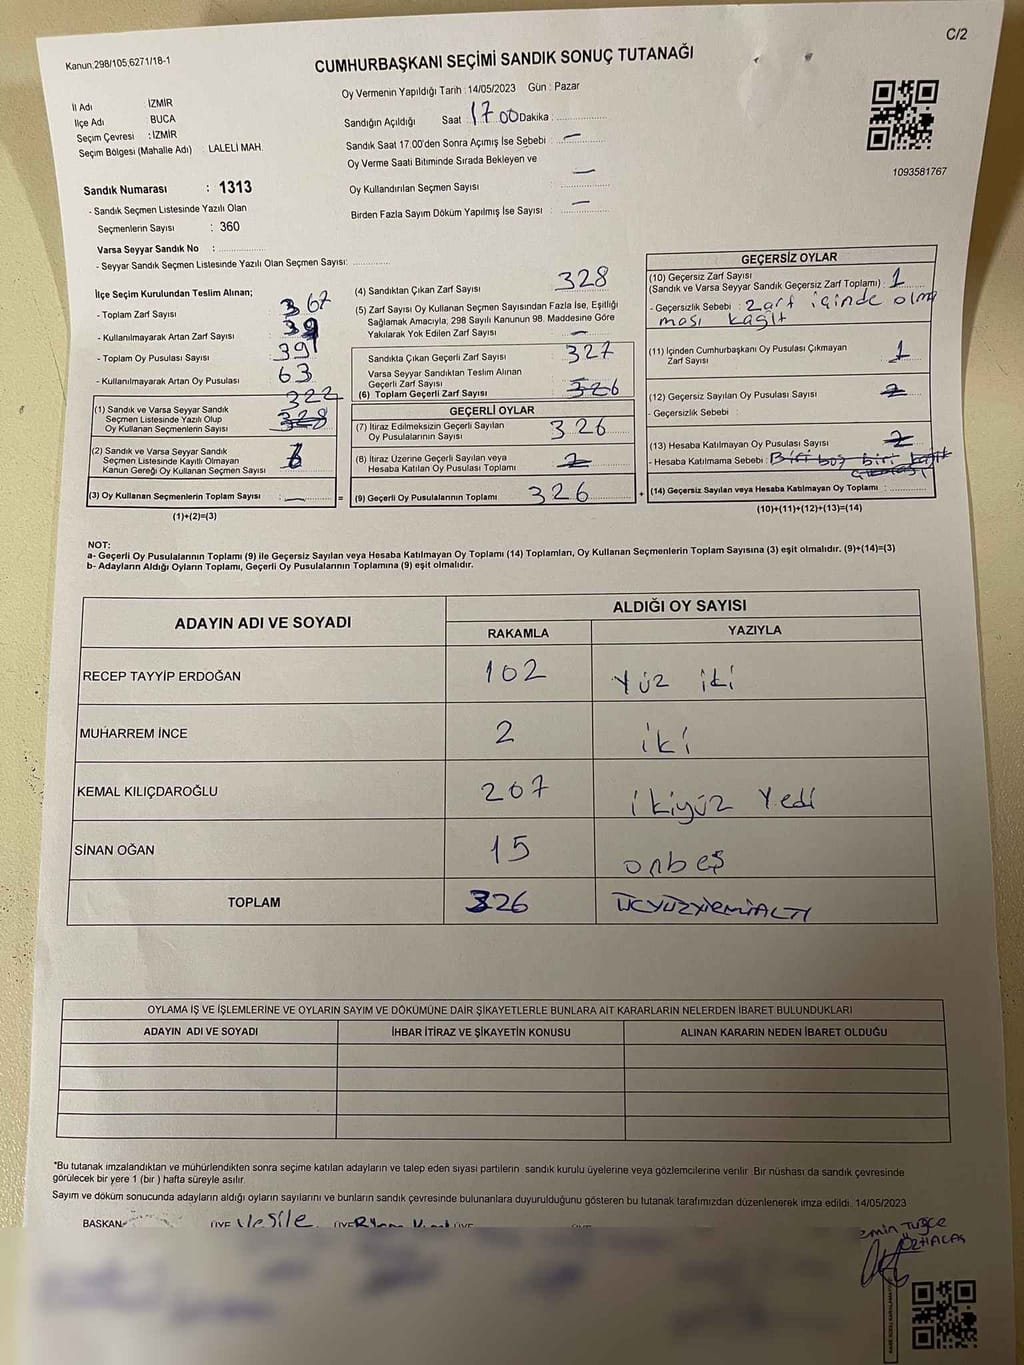 C/2
Kanun:298/105,6271/18-1
CUMHURBAŞKANI SEÇİMİ SANDIK SONUÇ TUTANAĞI
Oy Vermenin Yapıldığı Tarih : 14/05/2023 Gün : Pazar
İl Adı : İZMİR
İlçe Adı : BUCA
Seçim Çevresi : İZMİR
Seçim Bölgesi (Mahalle Adı) : LALELİ MAH.
Sandığın Açıldığı Saat : 17 00 Dakika :
Sandık Saat 17.00'den Sonra Açımış İse Sebebi : —
Oy Verme Saati Bitiminde Sırada Bekleyen ve
Oy Kullandırılan Seçmen Sayısı : —
Birden Fazla Sayım Döküm Yapılmış İse Sayısı : —
1093581767
Sandık Numarası : 1313
- Sandık Seçmen Listesinde Yazılı Olan
Seçmenlerin Sayısı : 360
Varsa Seyyar Sandık No :
- Seyyar Sandık Seçmen Listesinde Yazılı Olan Seçmen Sayısı:
İlçe Seçim Kurulundan Teslim Alınan;
- Toplam Zarf Sayısı : 367
- Kullanılmayarak Artan Zarf Sayısı : 39
- Toplam Oy Pusulası Sayısı : 391
- Kullanılmayarak Artan Oy Pusulası : 63
322
(1) Sandık ve Varsa Seyyar Sandık
Seçmen Listesinde Yazılı Olup
Oy Kullanan Seçmenlerin Sayısı : 328
(2) Sandık ve Varsa Seyyar Sandık
Seçmen Listesinde Kayıtlı Olmayan
Kanun Gereği Oy Kullanan Seçmen Sayısı : 6
(3) Oy Kullanan Seçmenlerin Toplam Sayısı : — =
(1)+(2)=(3)
(4) Sandıktan Çıkan Zarf Sayısı : 328
(5) Zarf Sayısı Oy Kullanan Seçmen Sayısından Fazla İse, Eşitliği
Sağlamak Amacıyla; 298 Sayılı Kanunun 98. Maddesine Göre
Yakılarak Yok Edilen Zarf Sayısı : —
Sandıkta Çıkan Geçerli Zarf Sayısı : 327
Varsa Seyyar Sandıktan Teslim Alınan
Geçerli Zarf Sayısı
(6) Toplam Geçerli Zarf Sayısı : 326
GEÇERLİ OYLAR
(7) İtiraz Edilmeksizin Geçerli Sayılan
Oy Pusulalarının Sayısı : 326
(8) İtiraz Üzerine Geçerli Sayılan veya
Hesaba Katılan Oy Pusulası Toplamı : 2
(9) Geçerli Oy Pusulalarının Toplamı : 326 +
GEÇERSİZ OYLAR
(10) Geçersiz Zarf Sayısı
(Sandık ve Varsa Seyyar Sandık Geçersiz Zarf Toplamı) : 1
- Geçersizlik Sebebi : Zarf içinde olma
ması kağıt
(11) İçinden Cumhurbaşkanı Oy Pusulası Çıkmayan
Zarf Sayısı : 1
(12) Geçersiz Sayılan Oy Pusulası Sayısı : 2
- Geçersizlik Sebebi :
(13) Hesaba Katılmayan Oy Pusulası Sayısı : 2
- Hesaba Katılmama Sebebi : Biri boş biri
(14) Geçersiz Sayılan veya Hesaba Katılmayan Oy Toplamı :
(10)+(11)+(12)+(13)=(14)
NOT:
a- Geçerli Oy Pusulalarının Toplamı (9) ile Geçersiz Sayılan veya Hesaba Katılmayan Oy Toplamı (14) Toplamları, Oy Kullanan Seçmenlerin Toplam Sayısına (3) eşit olmalıdır. (9)+(14)=(3)
b- Adayların Aldığı Oyların Toplamı, Geçerli Oy Pusulalarının Toplamına (9) eşit olmalıdır.
ADAYIN ADI VE SOYADI
ALDIĞI OY SAYISI
RAKAMLA YAZIYLA
RECEP TAYYİP ERDOĞAN 102 Yüz iki
MUHARREM İNCE 2 iki
KEMAL KILIÇDAROĞLU 207 ikiyüz Yedi
SİNAN OĞAN 15 onbeş
TOPLAM 326 ÜÇYÜZYİRMİALTI
OYLAMA İŞ VE İŞLEMLERİNE VE OYLARIN SAYIM VE DÖKÜMÜNE DAİR ŞİKAYETLERLE BUNLARA AİT KARARLARIN NELERDEN İBARET BULUNDUKLARI
ADAYIN ADI VE SOYADI İHBAR İTİRAZ VE ŞİKAYETİN KONUSU ALINAN KARARIN NEDEN İBARET OLDUĞU
*Bu tutanak imzalandıktan ve mühürlendikten sonra seçime katılan adayların ve talep eden siyasi partilerin sandık kurulu üyelerine veya gözlemcilerine verilir. Bir nüshası da sandık çevresinde
görülecek bir yere 1 (bir ) hafta süreyle asılır.
Sayım ve döküm sonucunda adayların aldığı oyların sayılarını ve bunların sandık çevresinde bulunanlara duyurulduğunu gösteren bu tutanak tarafımızdan düzenlenerek imza edildi. 14/05/2023
BAŞKAN ÜYE Vesile ÜYE ÜYE ÜYE
Tuğçe